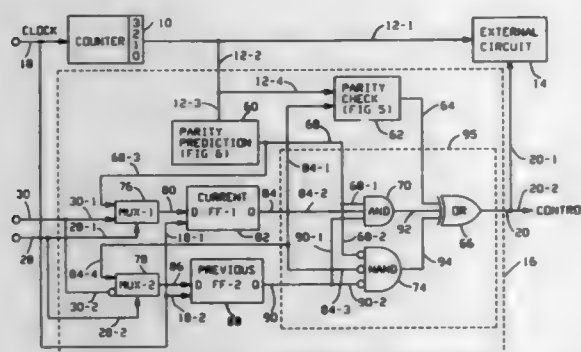 CLOCK
18
COUNTER
3
2
1
0
10
12-1
12-2
12-3
12-4
EXTERNAL
CIRCUIT
14
60
PARITY
PREDICTION
(FIG 6)
PARITY
CHECK
(FIG 5)
62
64
68
95
68-3
84-1
20-1
30
30-1
76
MUX-1
80
CURRENT
D FF-1 Q
82
84
84-2
68-1
70
AND
92
OR
66
20-2
CONTROL
20
28
28-1
18-1
90-1
68-2
84-4
78
MUX-2
86
PREVIOUS
D FF-2 Q
88
90
NAND
74
94
16
30-2
18-2
90-2
84-3
28-2